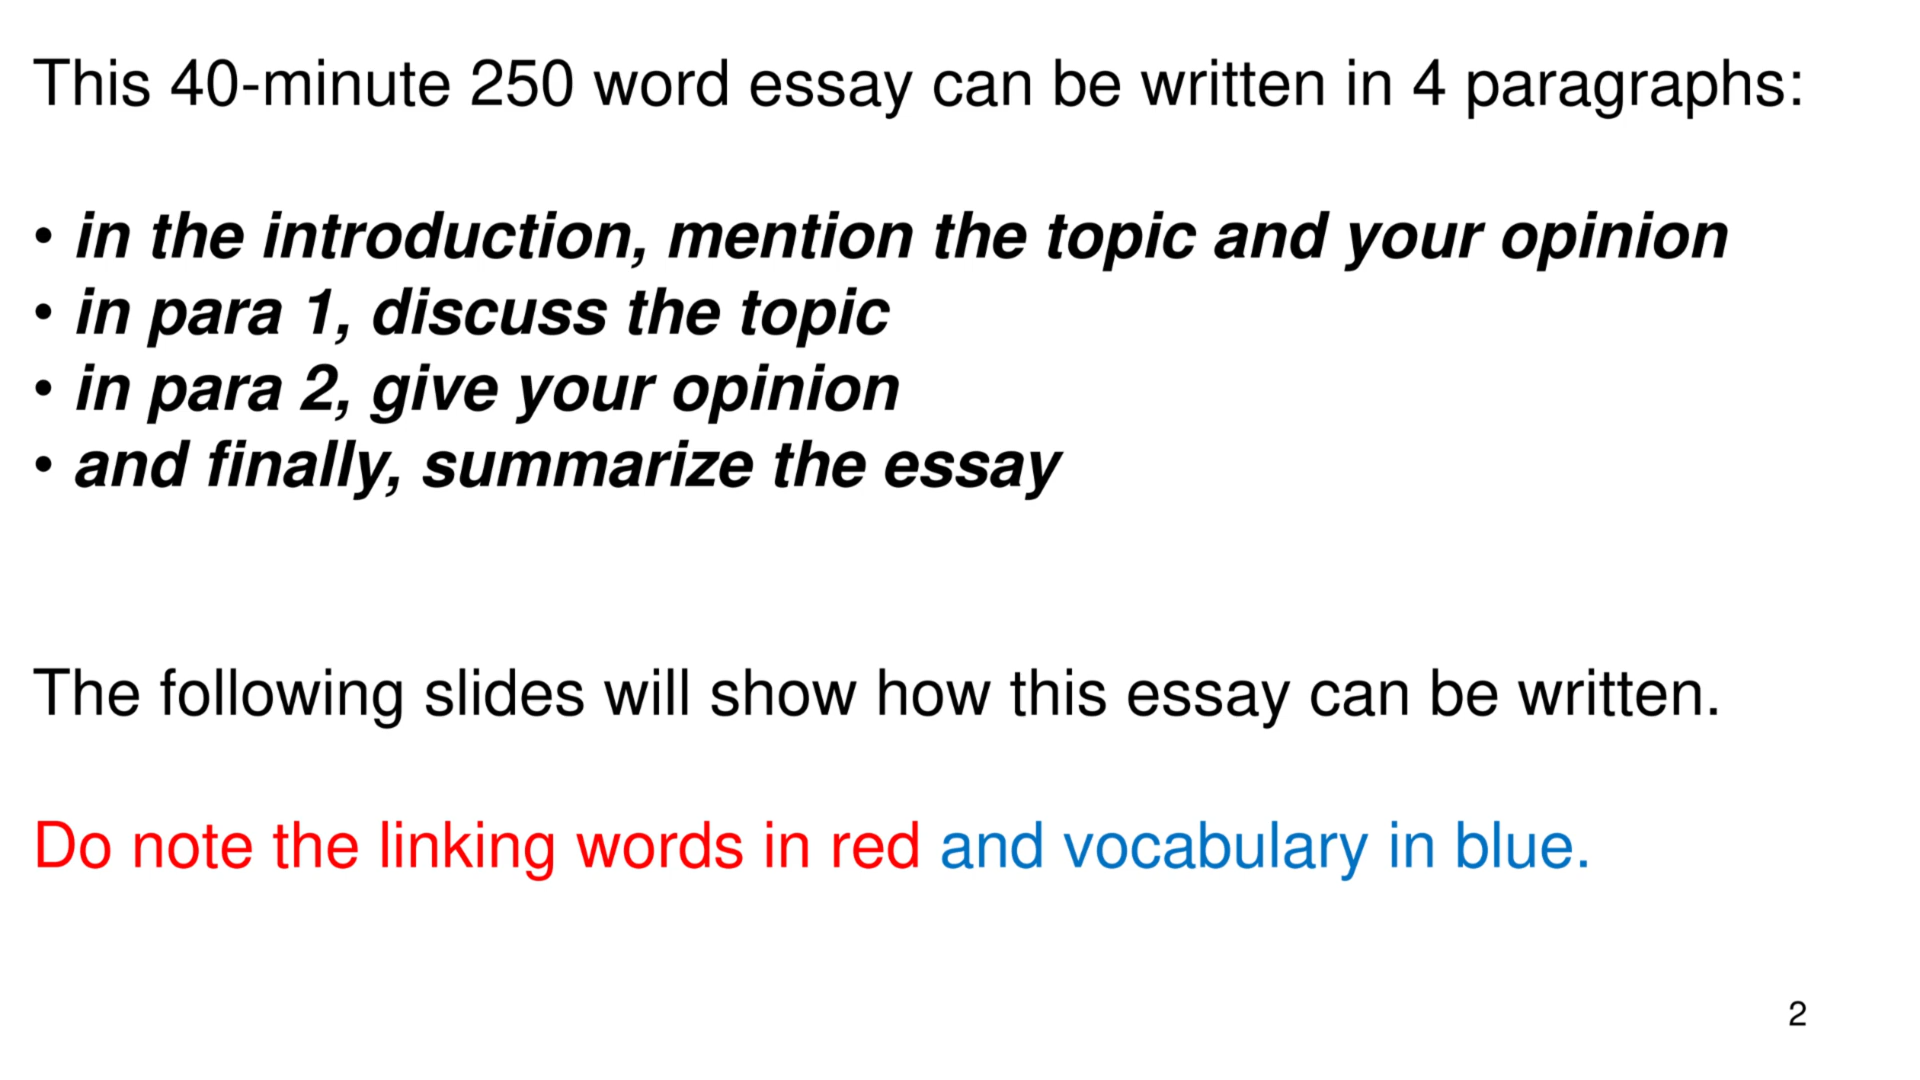 This 40-minute 250 word essay can be written in 4 paragraphs:
• in the introduction, mention the topic and your opinion
• in para 1, discuss the topic
• in para 2, give your opinion
• and finally, summarize the essay
The following slides will show how this essay can be written.
Do note the linking words in red and vocabulary in blue.
2